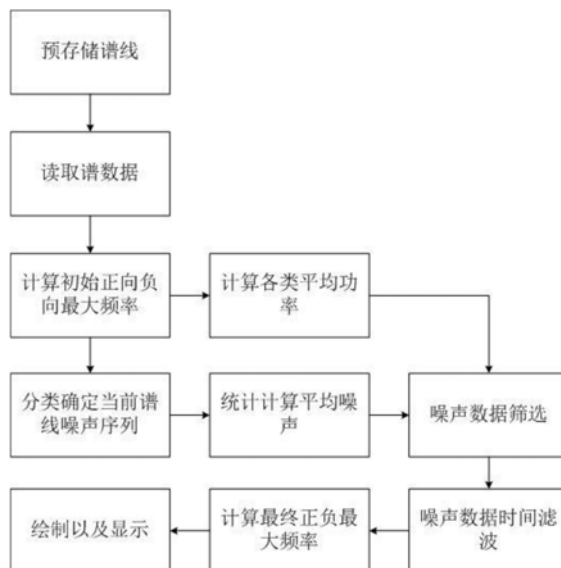 预存储谱线
读取谱数据
计算初始正向负
向最大频率
计算各类平均功
率
分类确定当前谱
线噪声序列
统计计算平均噪
声
噪声数据筛选
绘制以及显示
计算最终正负最
大频率
噪声数据时间滤
波